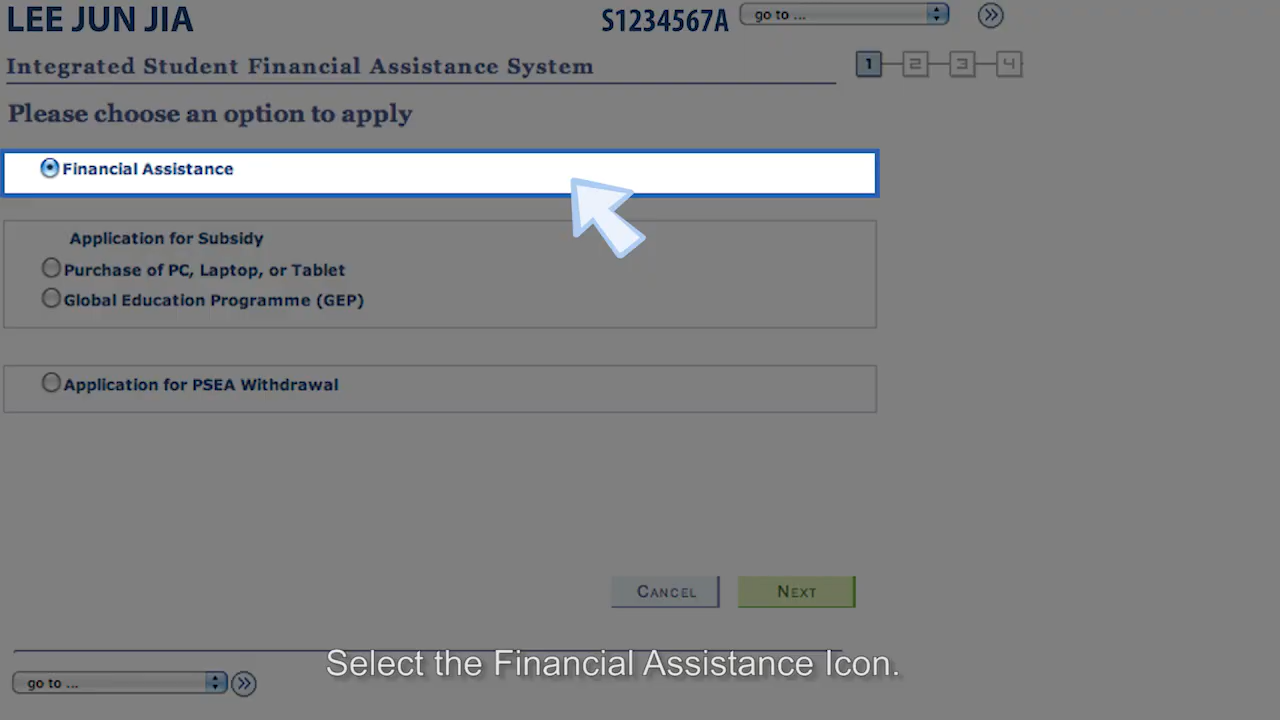 LEE JUN JIA
S1234567A
go to ...
Integrated Student Financial Assistance System
1 2 3 4
Please choose an option to apply
Financial Assistance
Application for Subsidy
Purchase of PC, Laptop, or Tablet
Global Education Programme (GEP)
Application for PSEA Withdrawal
CANCEL
NEXT
Select the Financial Assistance Icon.
go to ...